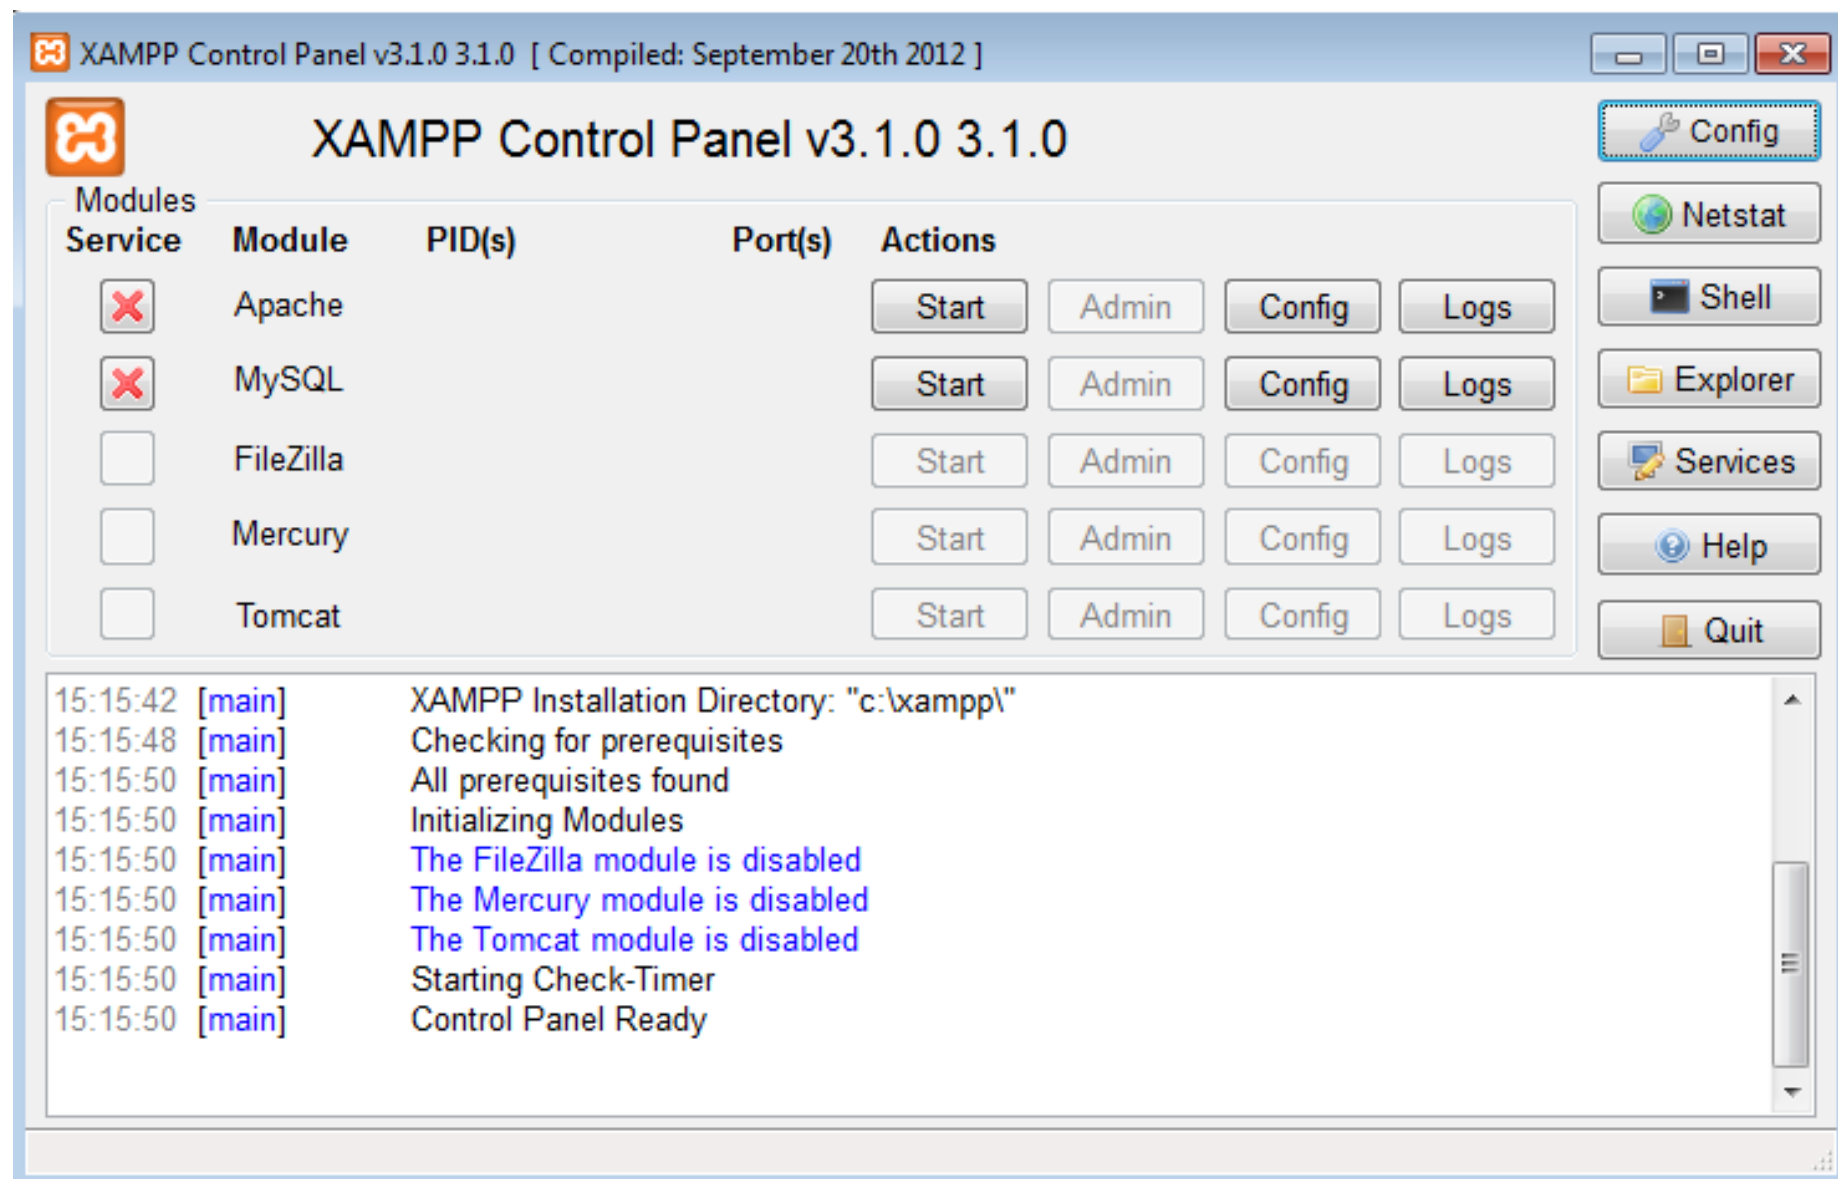 XAMPP Control Panel v3.1.0 3.1.0 [ Compiled: September 20th 2012 ]
XAMPP Control Panel v3.1.0 3.1.0
Config
Modules
Netstat
Service Module PID(s) Port(s) Actions
Apache Start Admin Config Logs
Shell
MySQL Start Admin Config Logs
Explorer
FileZilla Start Admin Config Logs
Services
Mercury Start Admin Config Logs
Help
Tomcat Start Admin Config Logs
Quit
15:15:42 [main] XAMPP Installation Directory: "c:\xampp\"
15:15:48 [main] Checking for prerequisites
15:15:50 [main] All prerequisites found
15:15:50 [main] Initializing Modules
15:15:50 [main] The FileZilla module is disabled
15:15:50 [main] The Mercury module is disabled
15:15:50 [main] The Tomcat module is disabled
15:15:50 [main] Starting Check-Timer
15:15:50 [main] Control Panel Ready